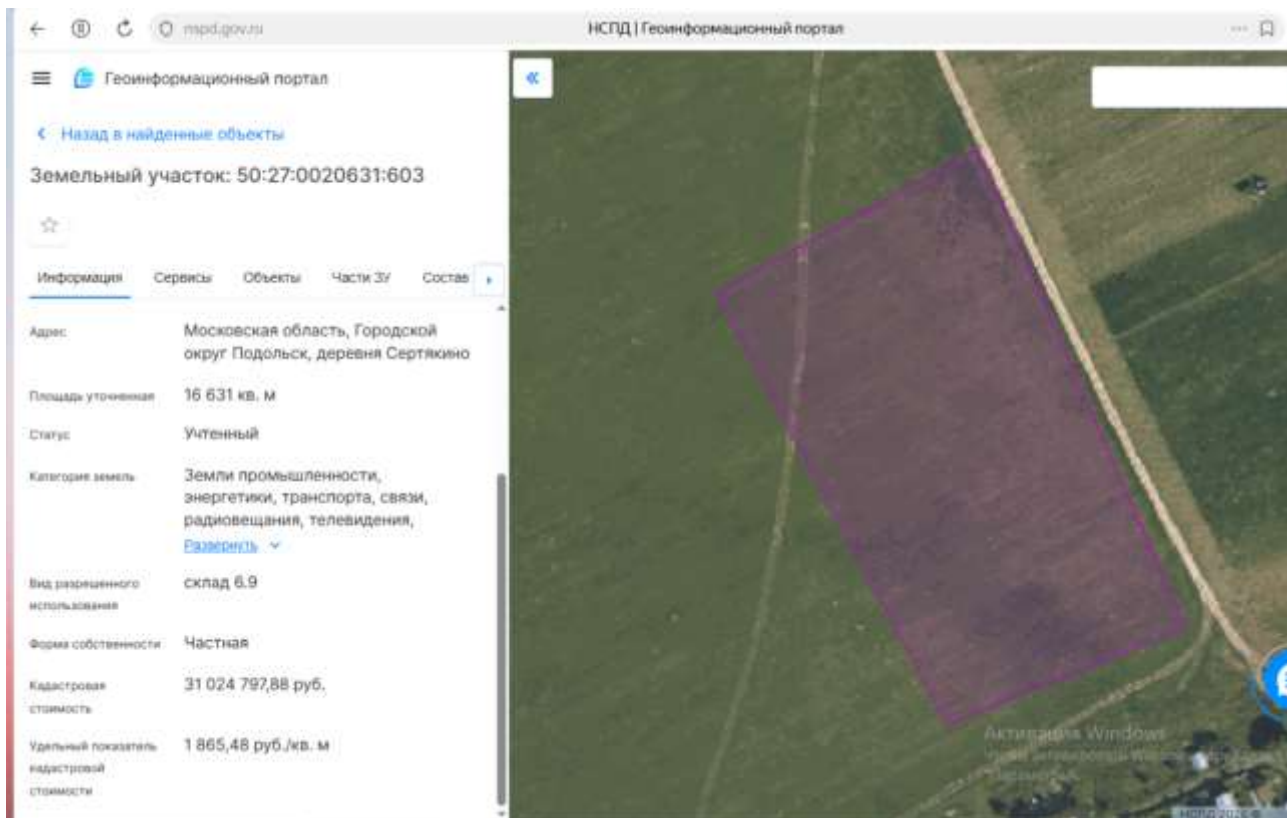 nspd.gov.ru
НСПД | Геоинформационный портал
Геоинформационный портал
Назад в найденные объекты
Земельный участок: 50:27:0020631:603
Информация Сервисы Объекты Части ЗУ Состав
Адрес: Московская область, Городской
округ Подольск, деревня Сертякино
Площадь уточненная 16 631 кв. м
Статус Учтенный
Категория земель Земли промышленности,
энергетики, транспорта, связи,
радиовещания, телевидения,
Развернуть
Вид разрешенного склад 6.9
использования
Форма собственности Частная
Кадастровая 31 024 797,88 руб.
стоимость
Удельный показатель 1 865,48 руб./кв. м
кадастровой
стоимости
Активация Windows
НСПД 2026 ©